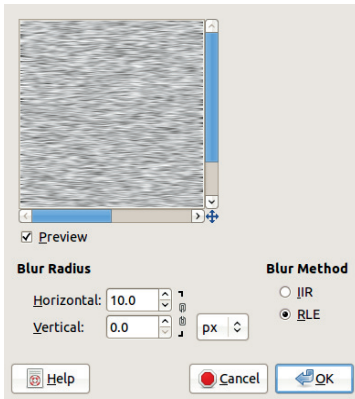 Preview
Blur Radius Blur Method
Horizontal: 10.0 IIR
Vertical: 0.0 px RLE
Help Cancel OK